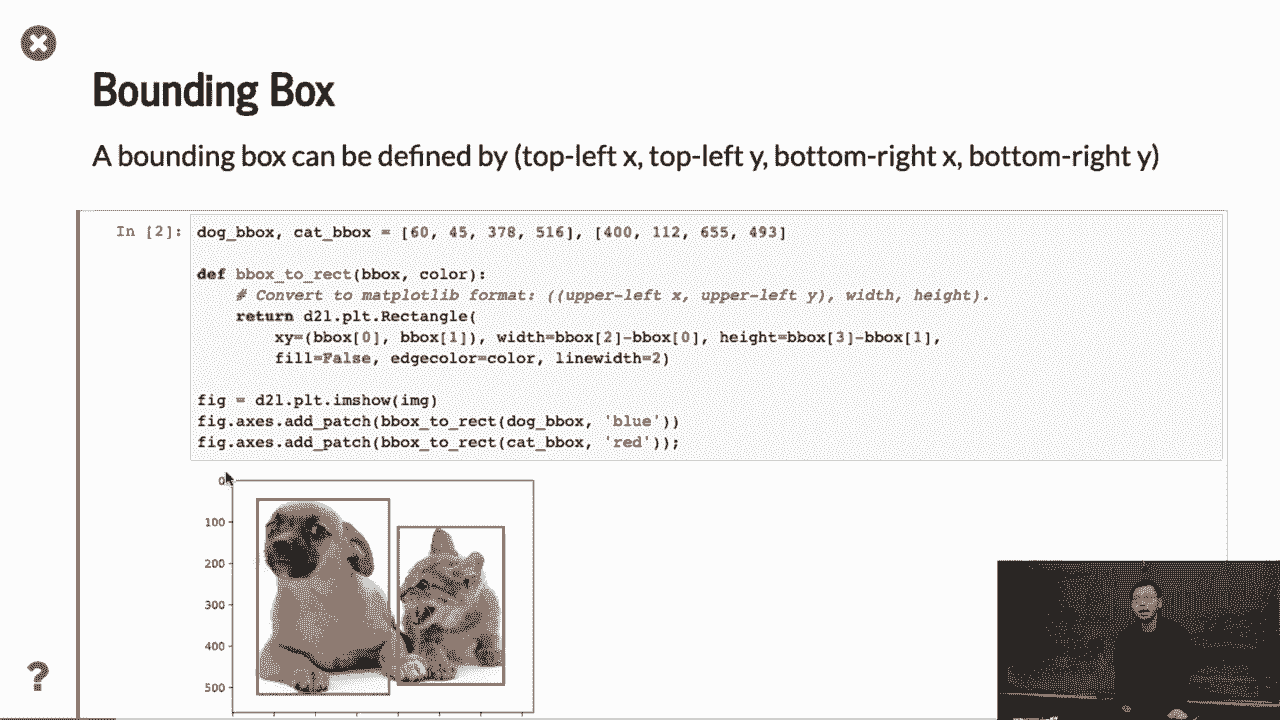 Bounding Box
A bounding box can be defined by (top-left x, top-left y, bottom-right x, bottom-right y)
In [2]:
dog_bbox, cat_bbox = [60, 45, 378, 516], [400, 112, 655, 493]
def bbox_to_rect(bbox, color):
# Convert to matplotlib format: ((upper-left x, upper-left y), width, height).
return d2l.plt.Rectangle(
xy=(bbox[0], bbox[1]), width=bbox[2]-bbox[0], height=bbox[3]-bbox[1],
fill=False, edgecolor=color, linewidth=2)
fig = d2l.plt.imshow(img)
fig.axes.add_patch(bbox_to_rect(dog_bbox, 'blue'))
fig.axes.add_patch(bbox_to_rect(cat_bbox, 'red'));
0
100
200
300
400
500
?